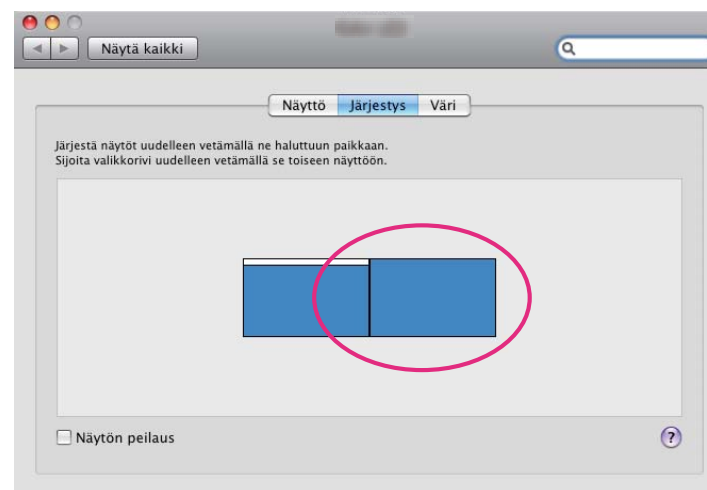 Näytä kaikki
Näyttö Järjestys Väri
Järjestä näytöt uudelleen vetämällä ne haluttuun paikkaan.
Sijoita valikkorivi uudelleen vetämällä se toiseen näyttöön.
Näytön peilaus
?